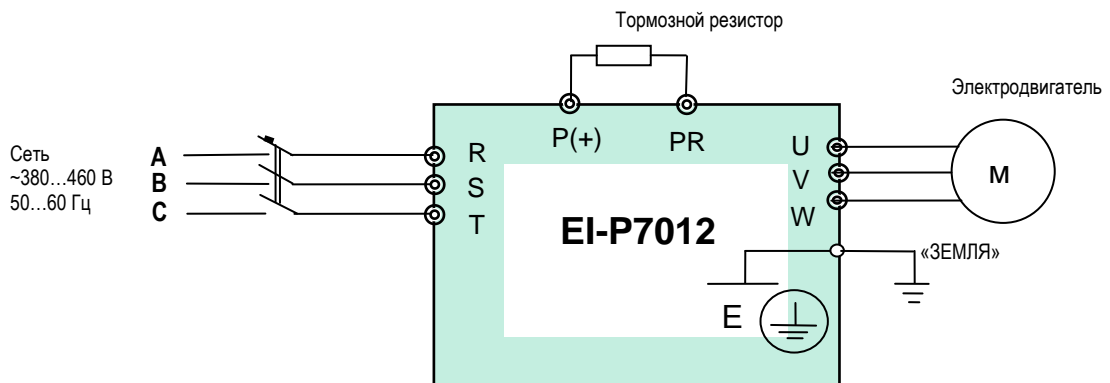 Тормозной резистор
Электродвигатель
P(+)
PR
Сеть
~380...460 В
50...60 Гц
A
B
C
R
S
T
U
V
W
M
EI-P7012
«ЗЕМЛЯ»
E